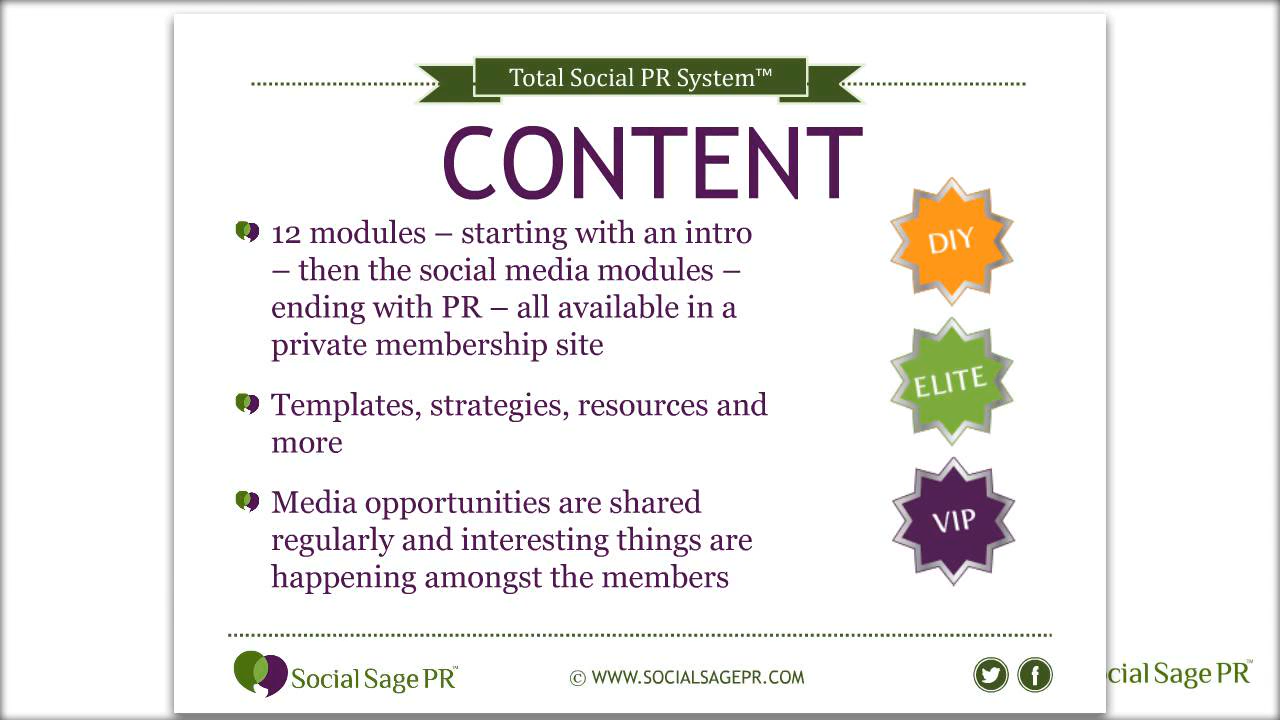 Total Social PR System™
CONTENT
12 modules – starting with an intro
– then the social media modules –
ending with PR – all available in a
private membership site
Templates, strategies, resources and
more
Media opportunities are shared
regularly and interesting things are
happening amongst the members
DIY
ELITE
VIP
Social Sage PR™
© WWW.SOCIALSAGEPR.COM
cial Sage PR™